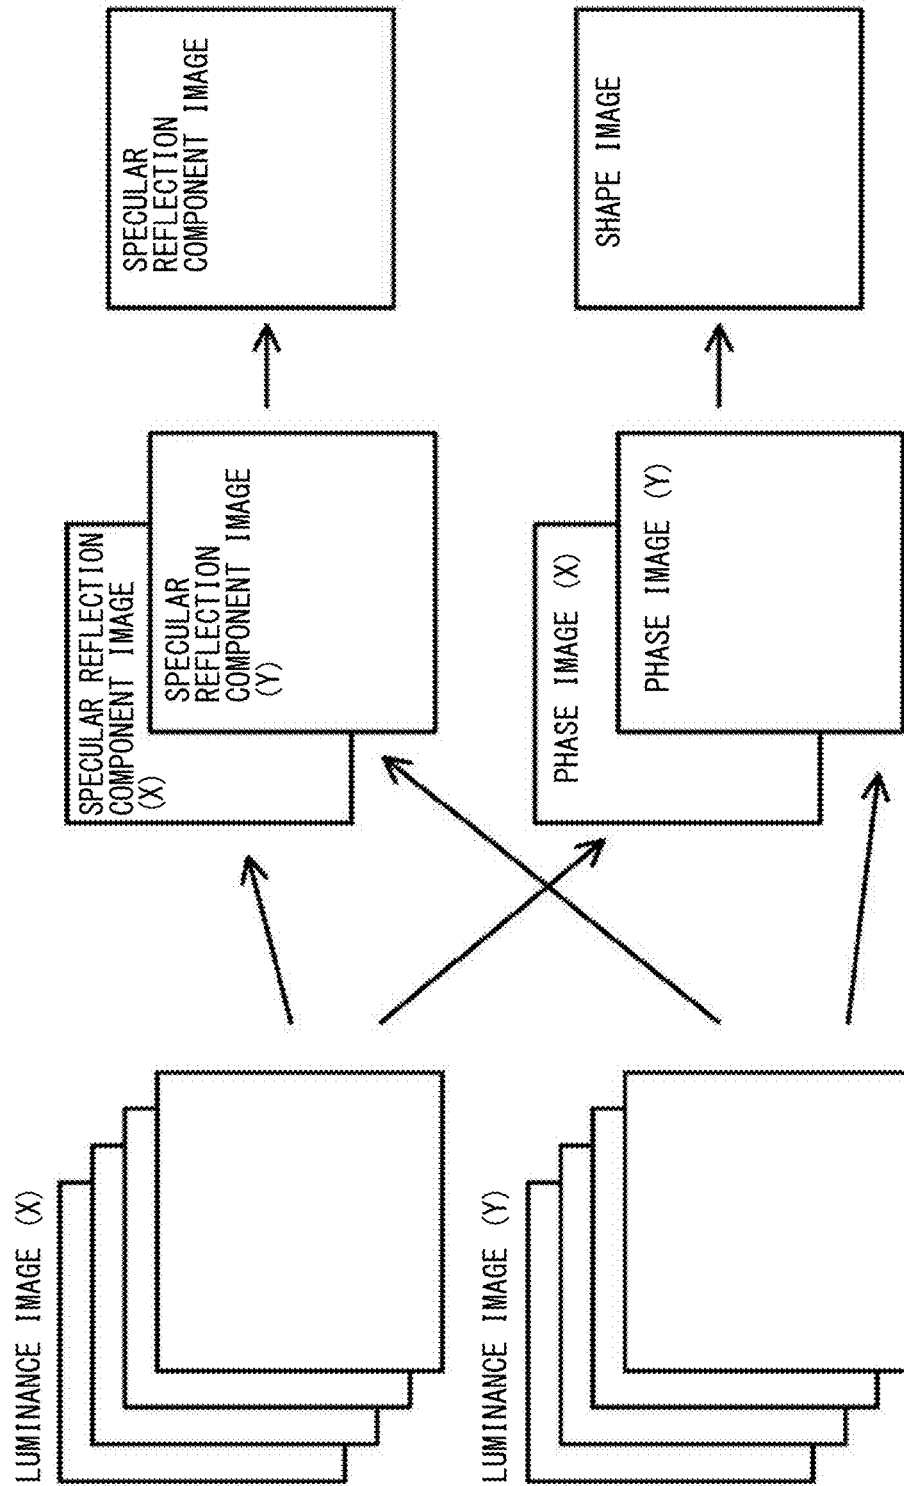 LUMINANCE IMAGE (X)
SPECULAR REFLECTION
COMPONENT IMAGE
(X)
SPECULAR
REFLECTION
COMPONENT IMAGE
(Y)
SPECULAR
REFLECTION
COMPONENT IMAGE
LUMINANCE IMAGE (Y)
PHASE IMAGE (X)
PHASE IMAGE (Y)
SHAPE IMAGE